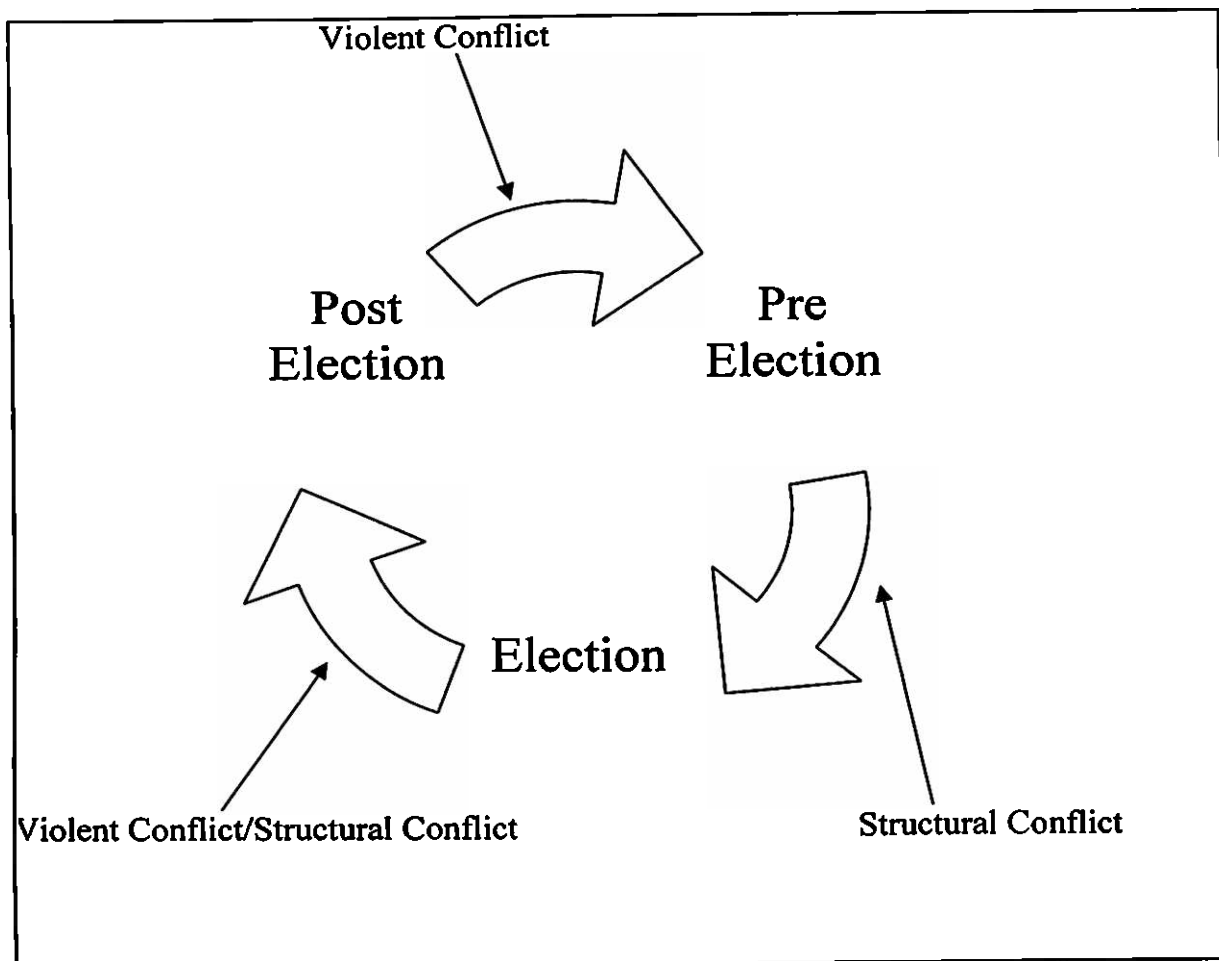 Violent Conflict
Post
Election
Pre
Election
Election
Violent Conflict/Structural Conflict
Structural Conflict